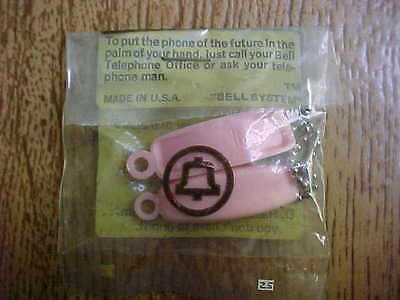 To put the phone of the future in the
palm of your hand, just call your Bell
Telephone Office or ask your tele-
phone man.
TM
MADE IN U.S.A. "BELL SYSTEM"